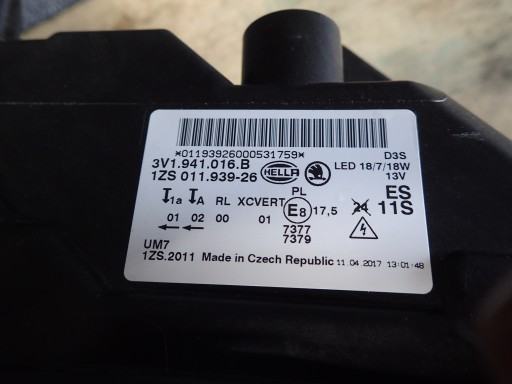 *01193926000531759*
3V1.941.016.B HELLA D3S
1ZS 011.939-26 LED 18/7/18W
13V
1a A RL XCVERT PL ES
01 02 00 01 E8 17,5 24 11S
7377
7379
UM7
1ZS.2011 Made in Czech Republic 11.04.2017 13:01:48